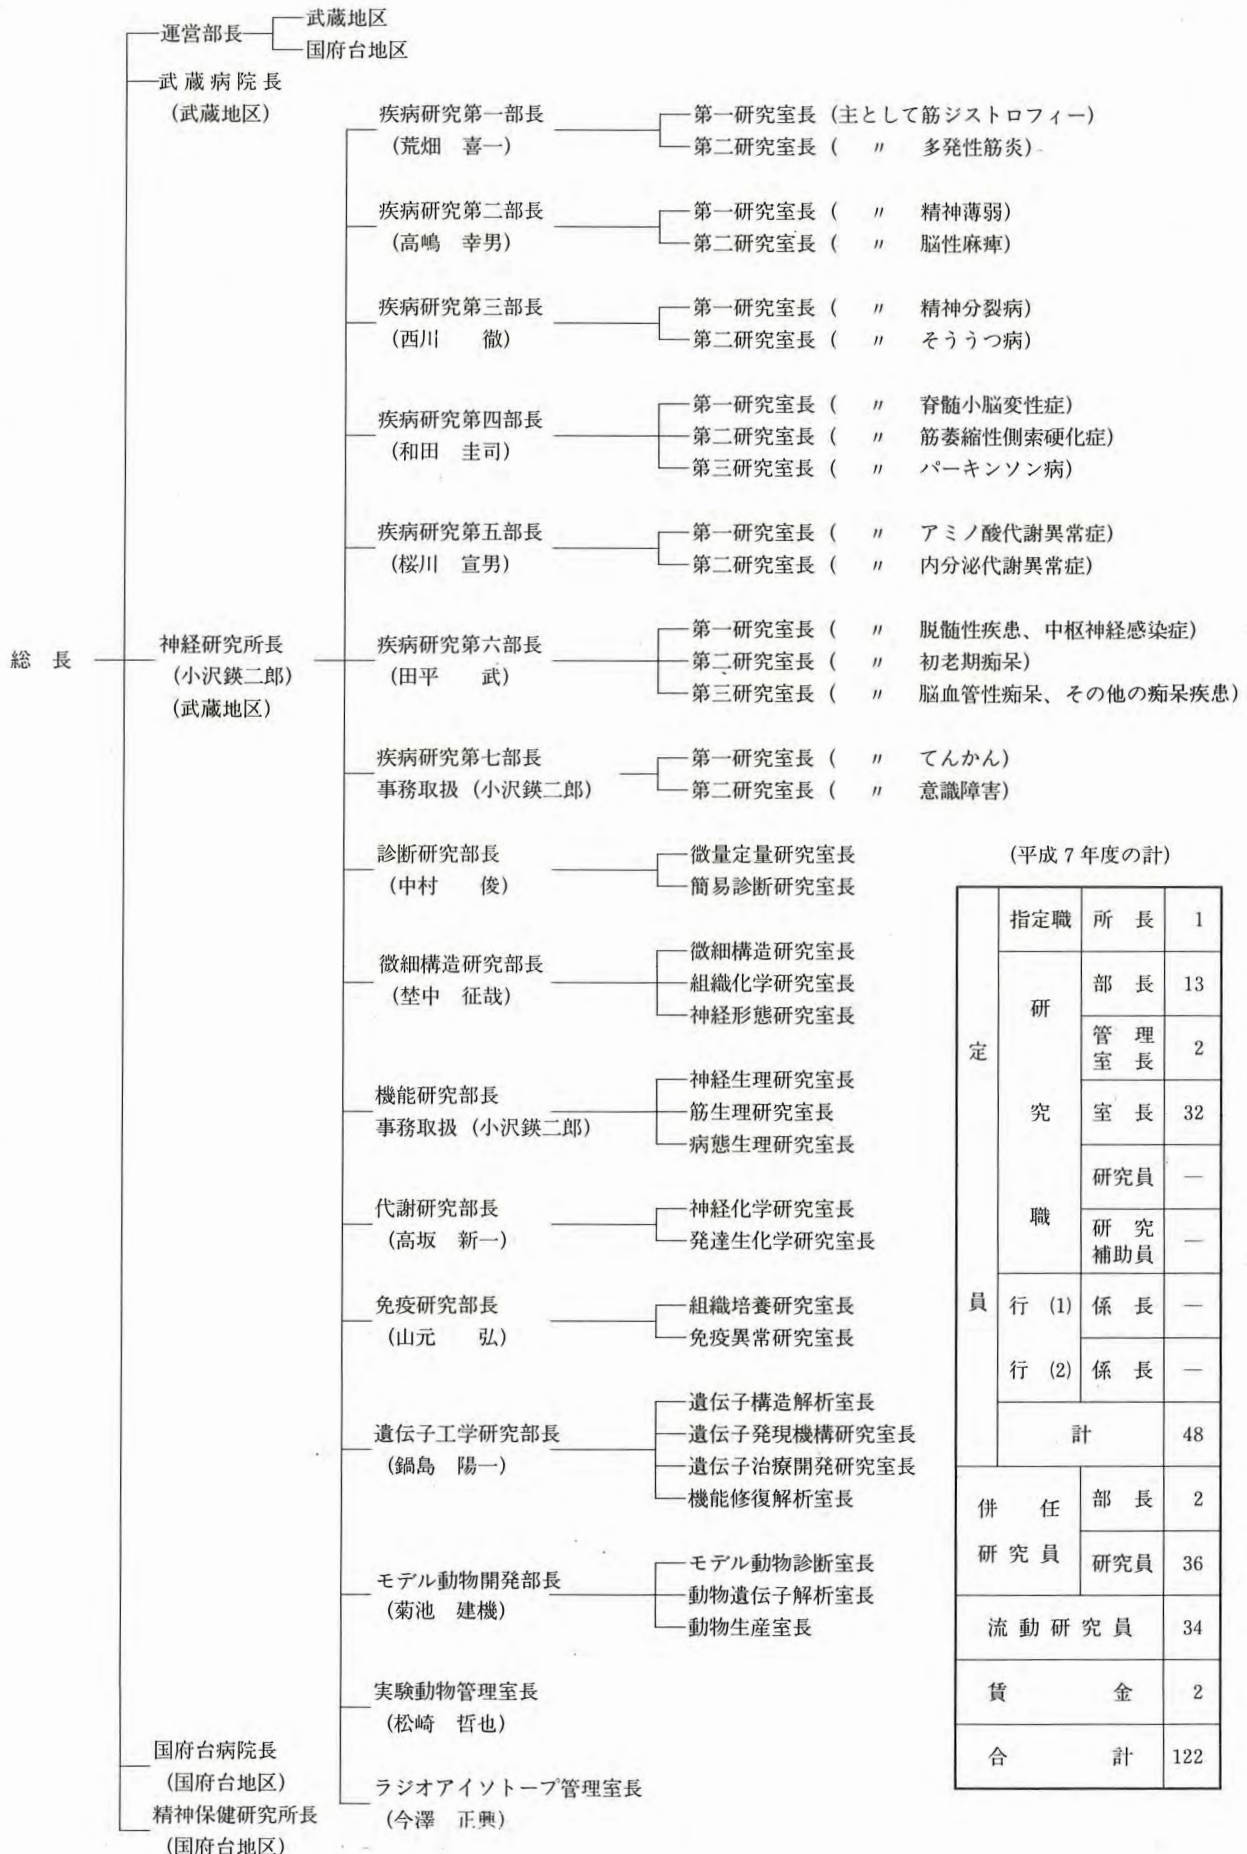 総長
運営部長
武蔵地区
国府台地区
武蔵病院長
(武蔵地区)
神経研究所長
(小沢鍈二郎)
(武蔵地区)
疾病研究第一部長
(荒畑　喜一)
第一研究室長 (主として筋ジストロフィー)
第二研究室長 (　〃　多発性筋炎)
疾病研究第二部長
(高嶋　幸男)
第一研究室長 (　〃　精神薄弱)
第二研究室長 (　〃　脳性麻痺)
疾病研究第三部長
(西川　徹)
第一研究室長 (　〃　精神分裂病)
第二研究室長 (　〃　そううつ病)
疾病研究第四部長
(和田　圭司)
第一研究室長 (　〃　脊髄小脳変性症)
第二研究室長 (　〃　筋萎縮性側索硬化症)
第三研究室長 (　〃　パーキンソン病)
疾病研究第五部長
(桜川　宣男)
第一研究室長 (　〃　アミノ酸代謝異常症)
第二研究室長 (　〃　内分泌代謝異常症)
疾病研究第六部長
(田平　武)
第一研究室長 (　〃　脱髄性疾患、中枢神経感染症)
第二研究室長 (　〃　初老期痴呆)
第三研究室長 (　〃　脳血管性痴呆、その他の痴呆疾患)
疾病研究第七部長
事務取扱 (小沢鍈二郎)
第一研究室長 (　〃　てんかん)
第二研究室長 (　〃　意識障害)
診断研究部長
(中村　俊)
微量定量研究室長
簡易診断研究室長
微細構造研究部長
(埜中　征哉)
微細構造研究室長
組織化学研究室長
神経形態研究室長
機能研究部長
事務取扱 (小沢鍈二郎)
神経生理研究室長
筋生理研究室長
病態生理研究室長
代謝研究部長
(高坂　新一)
神経化学研究室長
発達生化学研究室長
免疫研究部長
(山元　弘)
組織培養研究室長
免疫異常研究室長
遺伝子工学研究部長
(鍋島　陽一)
遺伝子構造解析室長
遺伝子発現機構研究室長
遺伝子治療開発研究室長
機能修復解析室長
モデル動物開発部長
(菊池　建機)
モデル動物診断室長
動物遺伝子解析室長
動物生産室長
実験動物管理室長
(松崎　哲也)
ラジオアイソトープ管理室長
(今澤　正興)
国府台病院長
(国府台地区)
精神保健研究所長
(国府台地区)
(平成7年度の計)
定員
指定職 所長 1
研究職
部長 13
管理室長 2
室長 32
研究員 —
研究補助員 —
行 (1) 係長 —
行 (2) 係長 —
計 48
併任研究員
部長 2
研究員 36
流動研究員 34
賃金 2
合計 122